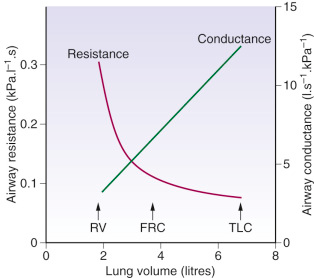 15
Conductance
Resistance
0.3
10
0.2
5
0.1
RV
FRC
TLC
0
0
0
2
4
6
8
Lung volume (litres)
Airway resistance (kPa.l⁻¹.s)
Airway conductance (l.s⁻¹.kPa⁻¹)